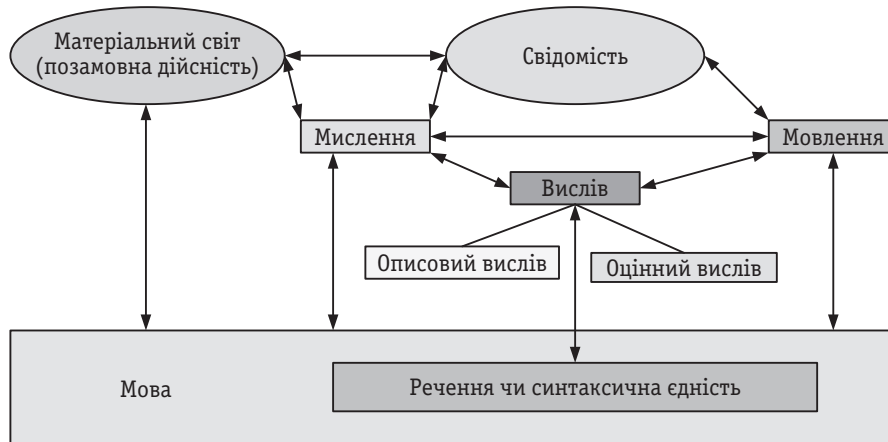 Матеріальний світ
(позамовна дійсність)
Свідомість
Мислення
Мовлення
Вислів
Описовий вислів
Оцінний вислів
Мова
Речення чи синтаксична єдність